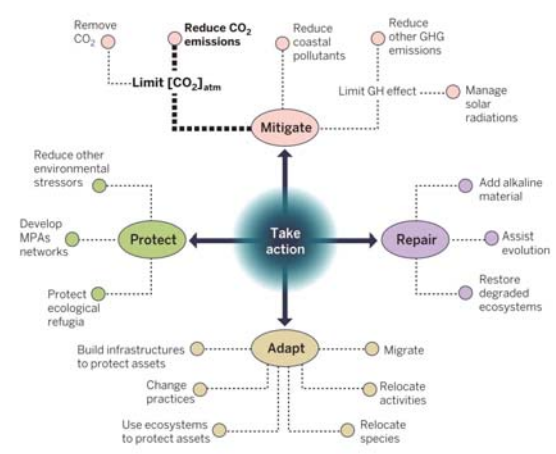 Remove
CO2
Reduce CO2
emissions
Reduce
coastal
pollutants
Reduce
other GHG
emissions
Limit [CO2]atm
Limit GH effect
Manage
solar
radiations
Mitigate
Reduce other
environmental
stressors
Develop
MPAs
networks
Protect
ecological
refugia
Protect
Take
action
Repair
Add alkaline
material
Assist
evolution
Restore
degraded
ecosystems
Adapt
Build infrastructures
to protect assets
Change
practices
Use ecosystems
to protect assets
Migrate
Relocate
activities
Relocate
species